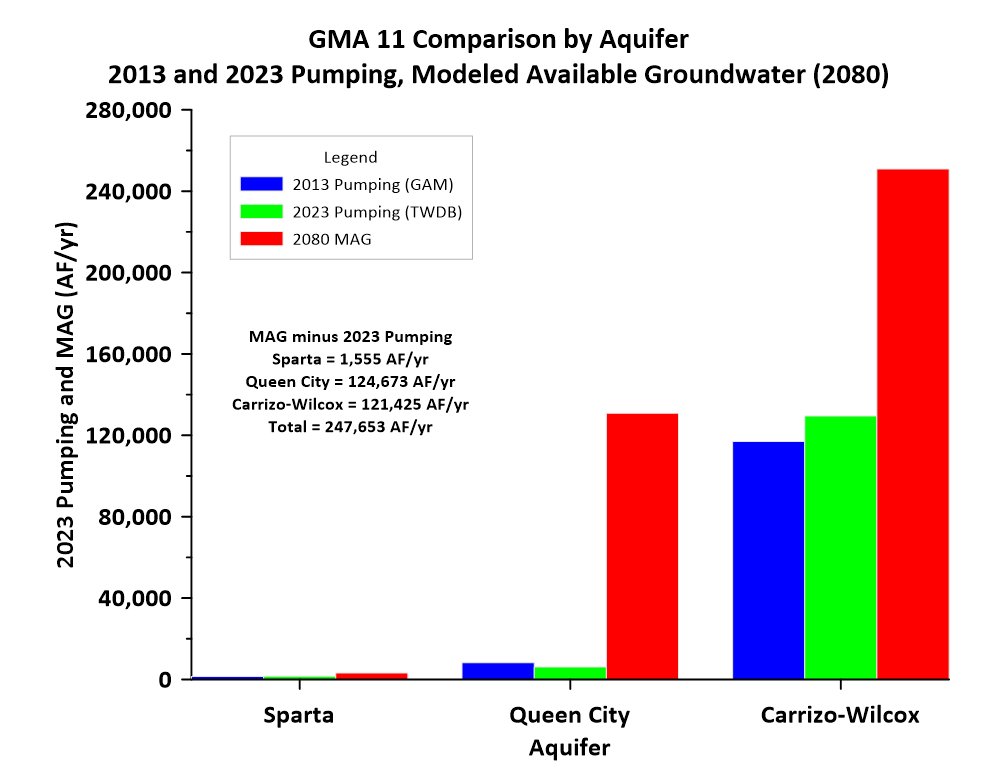 GMA 11 Comparison by Aquifer
2013 and 2023 Pumping, Modeled Available Groundwater (2080)
2023 Pumping and MAG (AF/yr)
280,000
240,000
200,000
160,000
120,000
80,000
40,000
0
Legend
2013 Pumping (GAM)
2023 Pumping (TWDB)
2080 MAG
MAG minus 2023 Pumping
Sparta = 1,555 AF/yr
Queen City = 124,673 AF/yr
Carrizo-Wilcox = 121,425 AF/yr
Total = 247,653 AF/yr
Sparta
Queen City
Carrizo-Wilcox
Aquifer